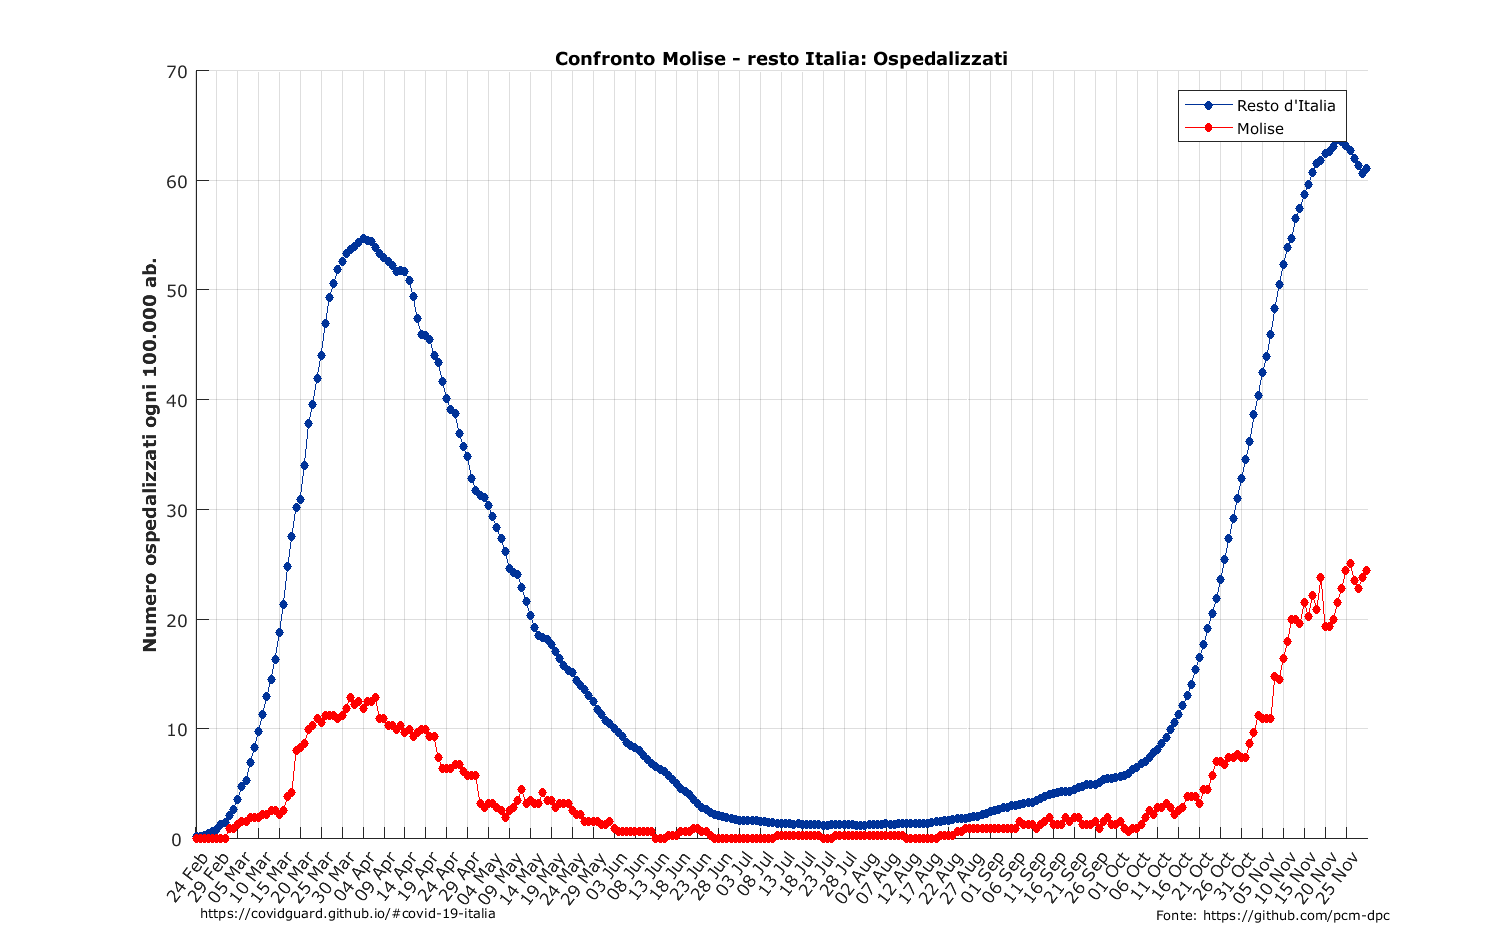 Confronto Molise - resto Italia: Ospedalizzati
Resto d'Italia
Molise
Numero ospedalizzati ogni 100.000 ab.
70
60
50
40
30
20
10
0
24 Feb
29 Feb
05 Mar
10 Mar
15 Mar
20 Mar
25 Mar
30 Mar
04 Apr
09 Apr
14 Apr
19 Apr
24 Apr
29 Apr
04 May
09 May
14 May
19 May
24 May
29 May
03 Jun
08 Jun
13 Jun
18 Jun
23 Jun
28 Jun
03 Jul
08 Jul
13 Jul
18 Jul
23 Jul
28 Jul
02 Aug
07 Aug
12 Aug
17 Aug
22 Aug
27 Aug
01 Sep
06 Sep
11 Sep
16 Sep
21 Sep
26 Sep
01 Oct
06 Oct
11 Oct
16 Oct
21 Oct
26 Oct
31 Oct
05 Nov
10 Nov
15 Nov
20 Nov
25 Nov
https://covidguard.github.io/#covid-19-italia
Fonte: https://github.com/pcm-dpc